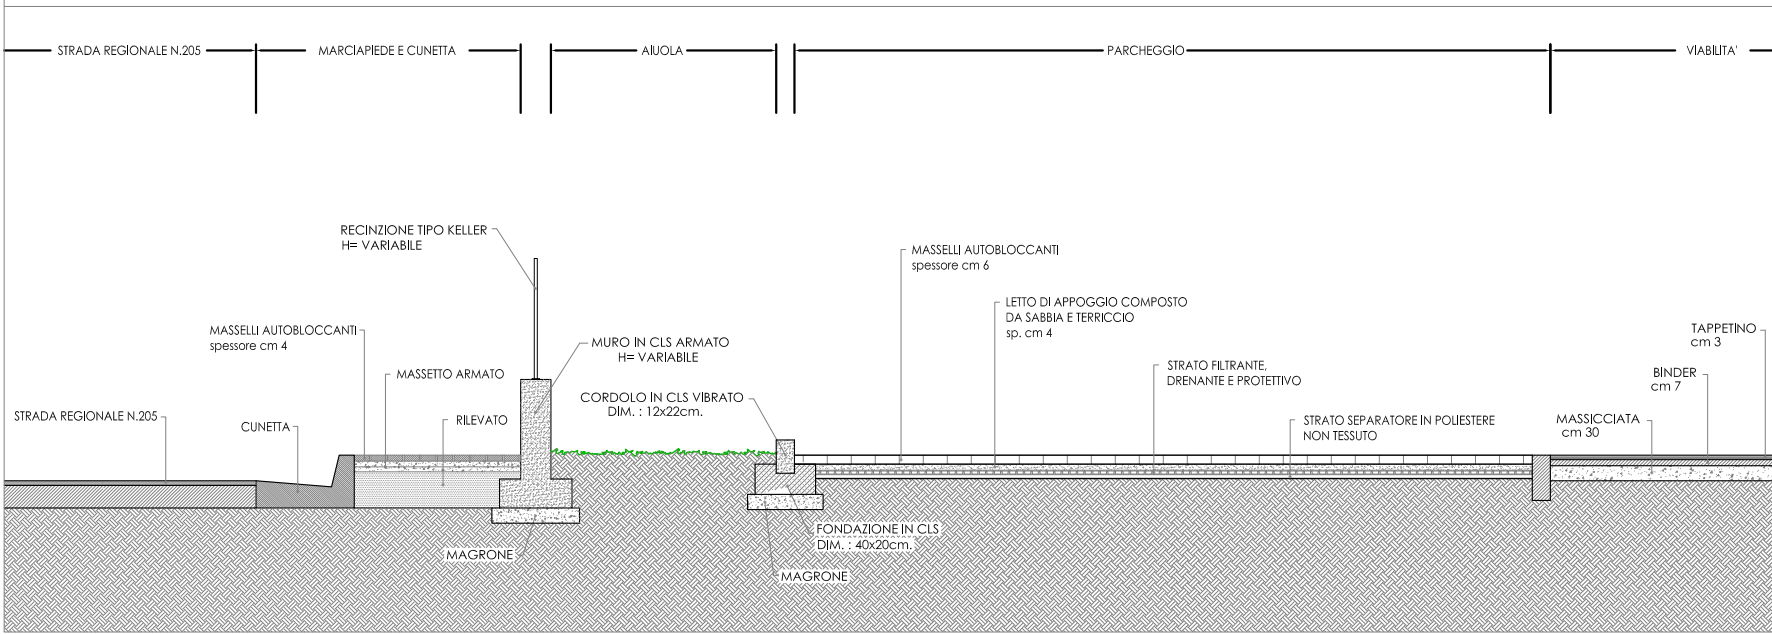 STRADA REGIONALE N.205
MARCIAPIEDE E CUNETTA
AIUOLA
PARCHEGGIO
VIABILITA'
RECINZIONE TIPO KELLER
H= VARIABILE
MASSELLI AUTOBLOCCANTI
spessore cm 6
LETTO DI APPOGGIO COMPOSTO
DA SABBIA E TERRICCIO
sp. cm 4
MASSELLI AUTOBLOCCANTI
spessore cm 4
MURO IN CLS ARMATO
H= VARIABILE
TAPPETINO
cm 3
MASSETTO ARMATO
STRATO FILTRANTE,
DRENANTE E PROTETTIVO
BINDER
cm 7
CORDOLO IN CLS VIBRATO
DIM. : 12x22cm.
STRADA REGIONALE N.205
CUNETTA
RILEVATO
STRATO SEPARATORE IN POLIESTERE
NON TESSUTO
MASSICCIATA
cm 30
FONDAZIONE IN CLS
DIM. : 40x20cm.
MAGRONE
MAGRONE